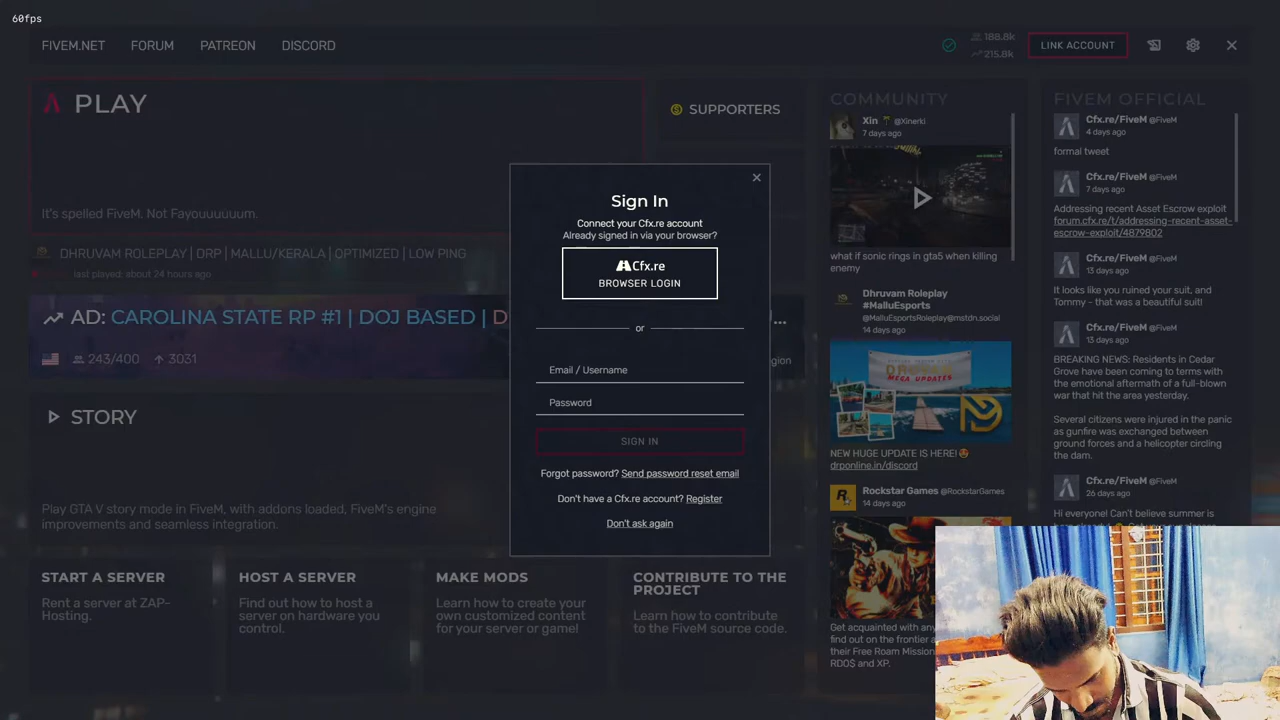 60fps
FIVEM.NET
FORUM
PATREON
DISCORD
188.8k
215.8k
LINK ACCOUNT
PLAY
It's spelled FiveM. Not Fayouuuuuum.
SUPPORTERS
DHRUVAM ROLEPLAY | DRP | MALLU/KERALA | OPTIMIZED | LOW PING
last played: about 24 hours ago
AD: CAROLINA STATE RP #1 | DOJ BASED | D
...
243/400
3031
STORY
Play GTA V story mode in FiveM, with addons loaded, FiveM's engine
improvements and seamless integration.
START A SERVER
Rent a server at ZAP-
Hosting.
HOST A SERVER
Find out how to host a
server on hardware you
control.
MAKE MODS
Learn how to create your
own customized content
for your server or game!
CONTRIBUTE TO THE
PROJECT
Learn how to contribute
to the FiveM source code.
Sign In
Connect your Cfx.re account
Already signed in via your browser?
Cfx.re
BROWSER LOGIN
or
Email / Username
Password
SIGN IN
Forgot password? Send password reset email
Don't have a Cfx.re account? Register
Don't ask again
COMMUNITY
Xin @Xinerki
7 days ago
what if sonic rings in gta5 when killing
enemy
Dhruvam Roleplay
#MalluEsports
@MalluEsportsRoleplay@mstdn.social
14 days ago
DHRUVAM
MEGA UPDATES
NEW HUGE UPDATE IS HERE!
drponline.in/discord
Rockstar Games @RockstarGames
14 days ago
Get acquainted with any
find out on the frontier
their Free Roam Mission
RDO$ and XP.
FIVEM OFFICIAL
Cfx.re/FiveM @FiveM
4 days ago
formal tweet
Cfx.re/FiveM @FiveM
7 days ago
Addressing recent Asset Escrow exploit
forum.cfx.re/t/addressing-recent-asset-
escrow-exploit/4879802
Cfx.re/FiveM @FiveM
13 days ago
It looks like you ruined your suit, and
Tommy - that was a beautiful suit!
Cfx.re/FiveM @FiveM
13 days ago
BREAKING NEWS: Residents in Cedar
Grove have been coming to terms with
the emotional aftermath of a full-blown
war that hit the area yesterday.
Several citizens were injured in the panic
as gunfire was exchanged between
ground forces and a helicopter circling
the dam.
Cfx.re/FiveM @FiveM
26 days ago
Hi everyone! Can't believe summer is